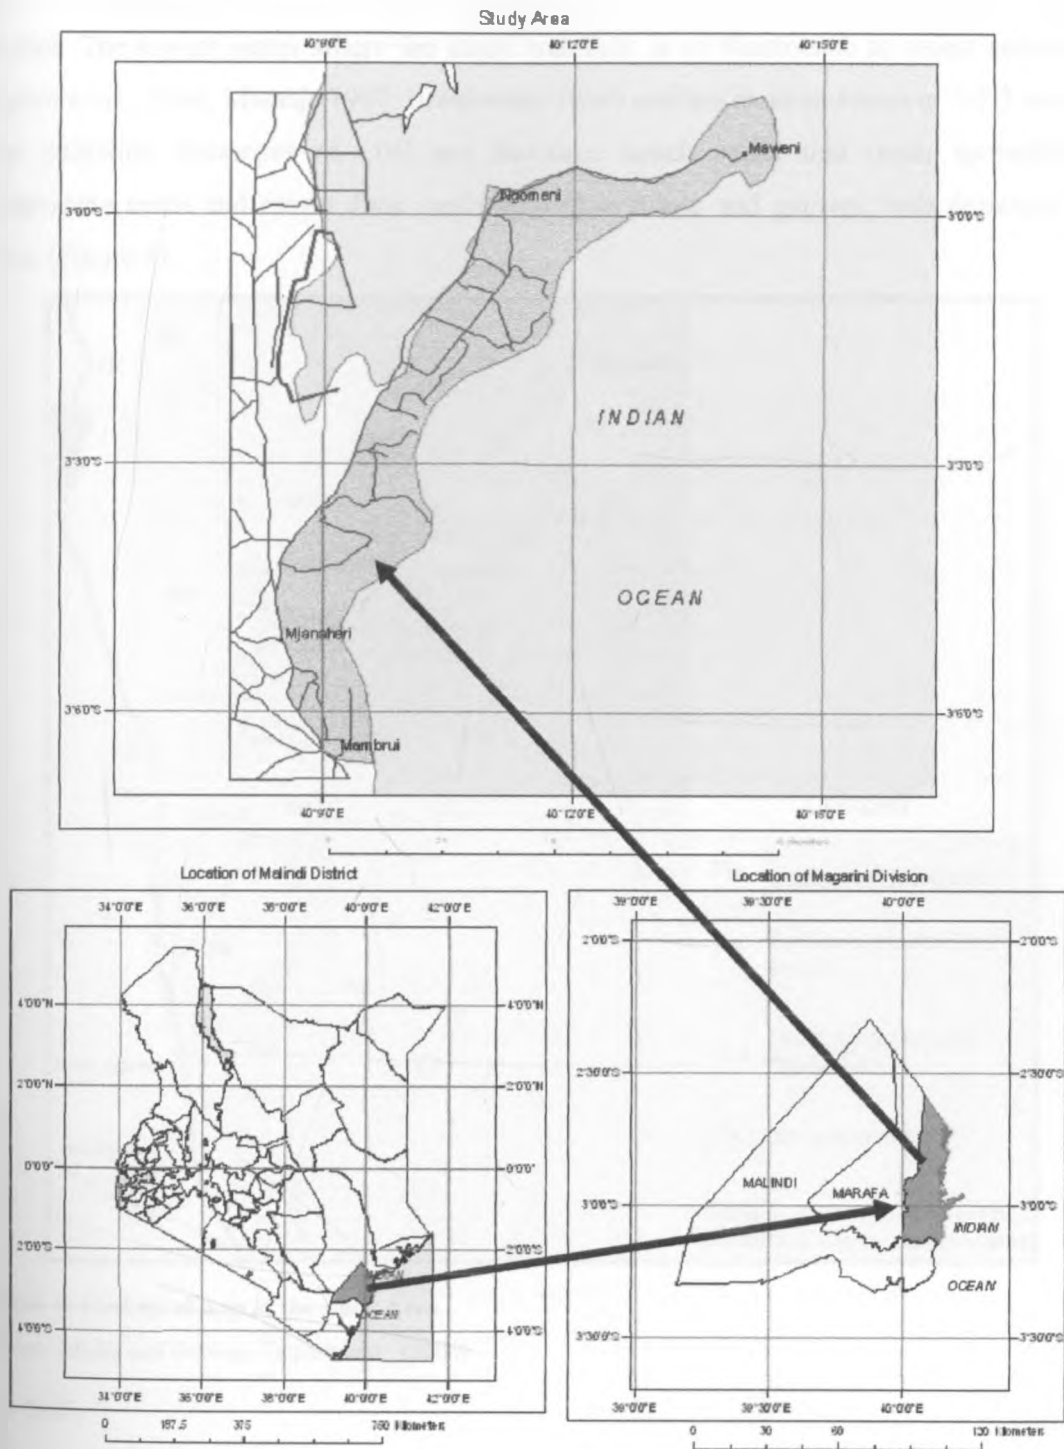 Study Area
40°9'0"E 40°12'0"E 40°15'0"E
Maweni
Ngomeni
3°0'0"S 3°0'0"S
INDIAN
3°3'0"S 3°3'0"S
OCEAN
Mjanaheri
3°6'0"S 3°6'0"S
Mambrui
40°9'0"E 40°12'0"E 40°15'0"E
Location of Malindi District
34°0'0"E 36°0'0"E 38°0'0"E 40°0'0"E 42°0'0"E
4°0'0"N 4°0'0"N
2°0'0"N 2°0'0"N
0°0'0" 0°0'0"
2°0'0"S 2°0'0"S
OCEAN
4°0'0"S 4°0'0"S
34°0'0"E 36°0'0"E 38°0'0"E 40°0'0"E 42°0'0"E
0 187.5 375 750 Kilometers
Location of Magarini Division
39°0'0"E 39°30'0"E 40°0'0"E
2°0'0"S 2°0'0"S
2°30'0"S 2°30'0"S
MALINDI
MARAFA
3°0'0"S 3°0'0"S
INDIAN
OCEAN
3°30'0"S 3°30'0"S
39°0'0"E 39°30'0"E 40°0'0"E
0 30 60 120 Kilometers